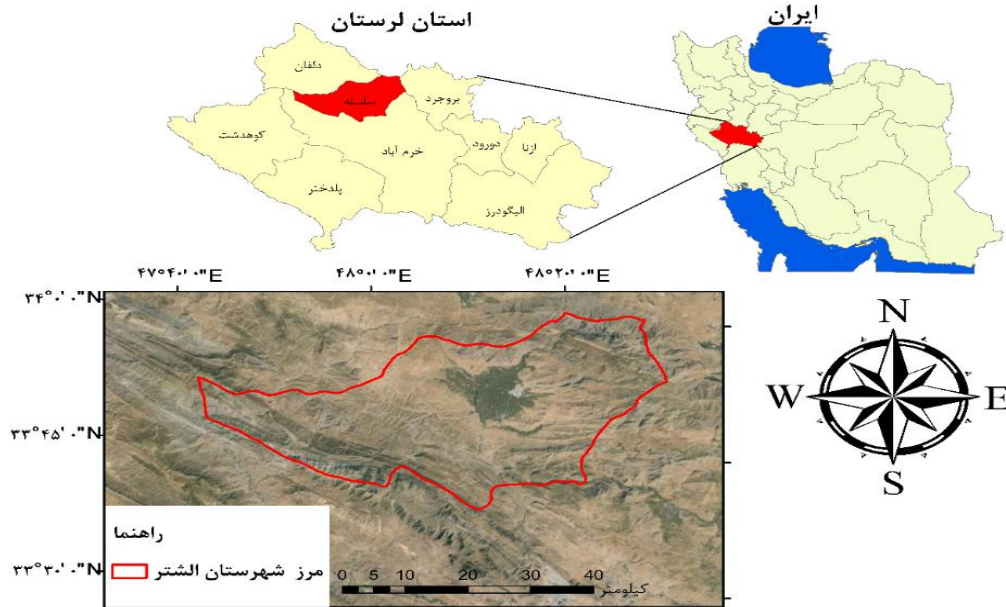 استان لرستان
ایران
دلفان
سلسله
بروجرد
کوهدشت
خرم آباد
دورود
ازنا
پلدختر
الیگودرز
۴۷°۴۰'۰"E
۴۸°۰'۰"E
۴۸°۲۰'۰"E
۳۴°۰'۰"N
۳۳°۴۵'۰"N
۳۳°۳۰'۰"N
N
W
E
S
راهنما
مرز شهرستان الشتر
0 5 10 20 30 40
کیلومتر